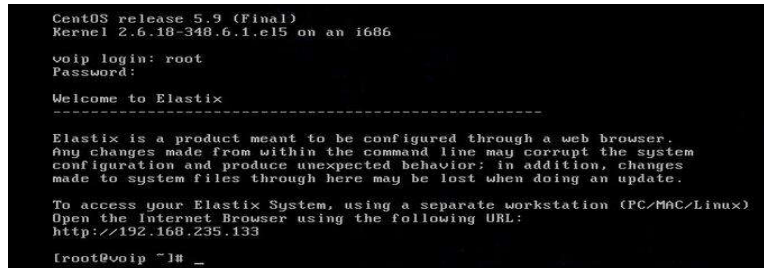 CentOS release 5.9 (Final)
Kernel 2.6.18-348.6.1.el5 on an i686
voip login: root
Password:
Welcome to Elastix
----------------------------------------------------
Elastix is a product meant to be configured through a web browser.
Any changes made from within the command line may corrupt the system
configuration and produce unexpected behavior; in addition, changes
made to system files through here may be lost when doing an update.
To access your Elastix System, using a separate workstation (PC/MAC/Linux)
Open the Internet Browser using the following URL:
http://192.168.235.133
[root@voip ~]# _